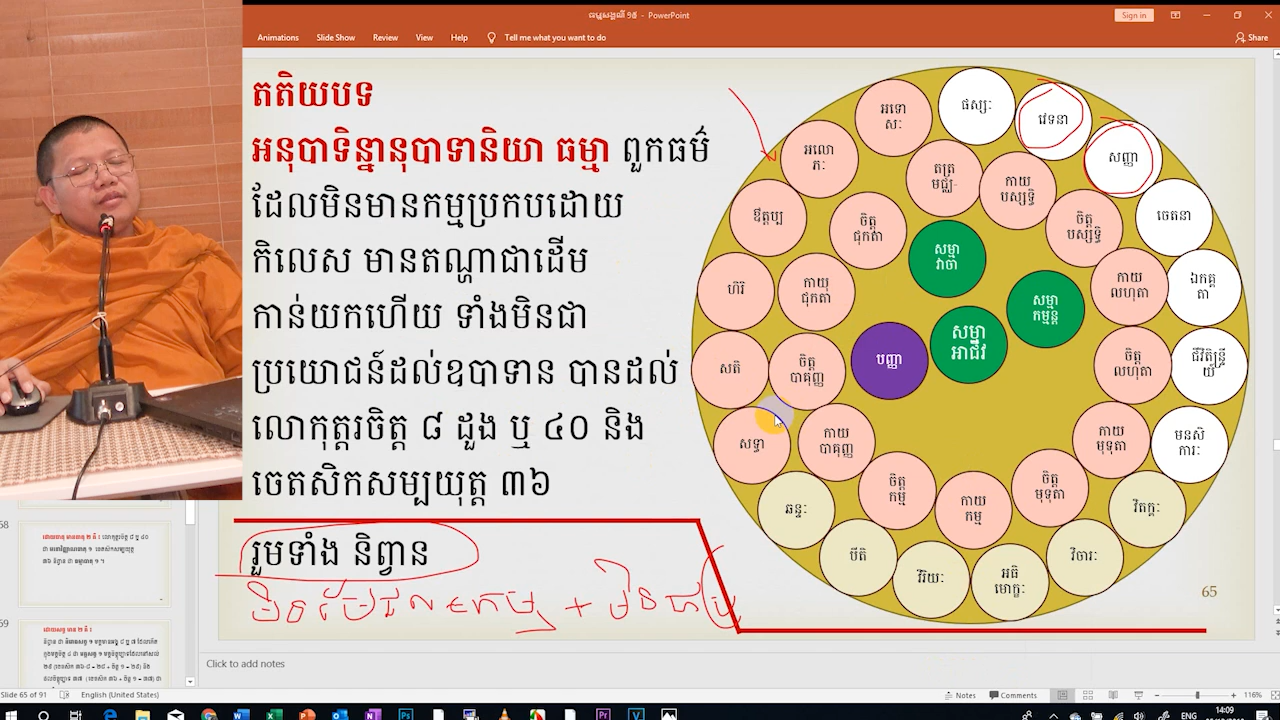 ធម្មសង្គណី ១៥ - PowerPoint
Sign in
Animations Slide Show Review View Help Tell me what you want to do
Share
តតិយបទ
អនុបាទិន្នានុបាទានិយា ធម្មា ពួកធម៌
ដែលមិនមានកម្មប្រកបដោយ
កិលេស មានតណ្ហាជាដើម
កាន់យកហើយ ទាំងមិនជា
ប្រយោជន៍ដល់ឧបាទាន បានដល់
លោកុត្តរចិត្ត ៨ ដួង ឬ ៤០ និង
ចេតសិកសម្បយុត្ត ៣៦
រួមទាំង និព្វាន
ផស្សៈ
វេទនា
សញ្ញា
ចេតនា
ឯកគ្គ
តា
ជីវិតិន្ទ្រី
យ៍
មនសិ
ការៈ
វិតក្កៈ
វិចារៈ
អធិ
មោក្ខៈ
វិរិយៈ
បីតិ
ឆន្ទៈ
សទ្ធា
សតិ
ហិរិ
ឱត្តប្ប
អលោ
ភៈ
អទោ
សៈ
តត្រ
មជ្ឈ-
កាយ
បស្សទ្ធិ
ចិត្ត
បស្សទ្ធិ
កាយ
លហុតា
ចិត្ត
លហុតា
កាយ
មុទុតា
ចិត្ត
មុទុតា
កាយ
កម្ម
ចិត្ត
កម្ម
កាយ
បាគុញ្ញ
ចិត្ត
បាគុញ្ញ
កាយុ
ជុកតា
ចិត្តុ
ជុកតា
សម្មា
វាចា
សម្មា
កម្មន្ត
សម្មា
អាជីវ
បញ្ញា
65
68
69
Click to add notes
Slide 65 of 91 English (United States) Notes Comments 116%
ENG 14:09